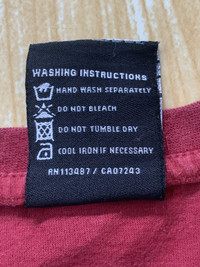 WASHING INSTRUCTIONS
HAND WASH SEPARATELY
DO NOT BLEACH
DO NOT TUMBLE DRY
COOL IRON IF NECESSARY
RN113487 / CA07243